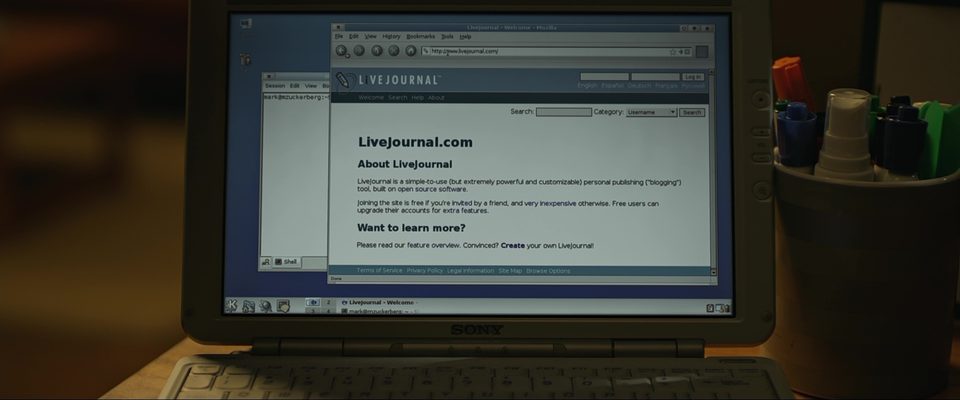 LiveJournal - Welcome - Mozilla
File Edit View History Bookmarks Tools Help
http://www.livejournal.com/
LIVEJOURNAL™
Log in
English Español Deutsch Français Русский
Welcome Search Help About
Search: Category: Username Search
Session Edit View Boo
mark@mzuckerberg:~
LiveJournal.com
About LiveJournal
LiveJournal is a simple-to-use (but extremely powerful and customizable) personal publishing ("blogging")
tool, built on open source software.
Joining the site is free if you're invited by a friend, and very inexpensive otherwise. Free users can
upgrade their accounts for extra features.
Want to learn more?
Please read our feature overview. Convinced? Create your own LiveJournal!
Shell
Terms of Service Privacy Policy Legal Information Site Map Browse Options
Done
2 LiveJournal - Welcome -
3 4 mark@mzuckerberg: ~ -
SONY